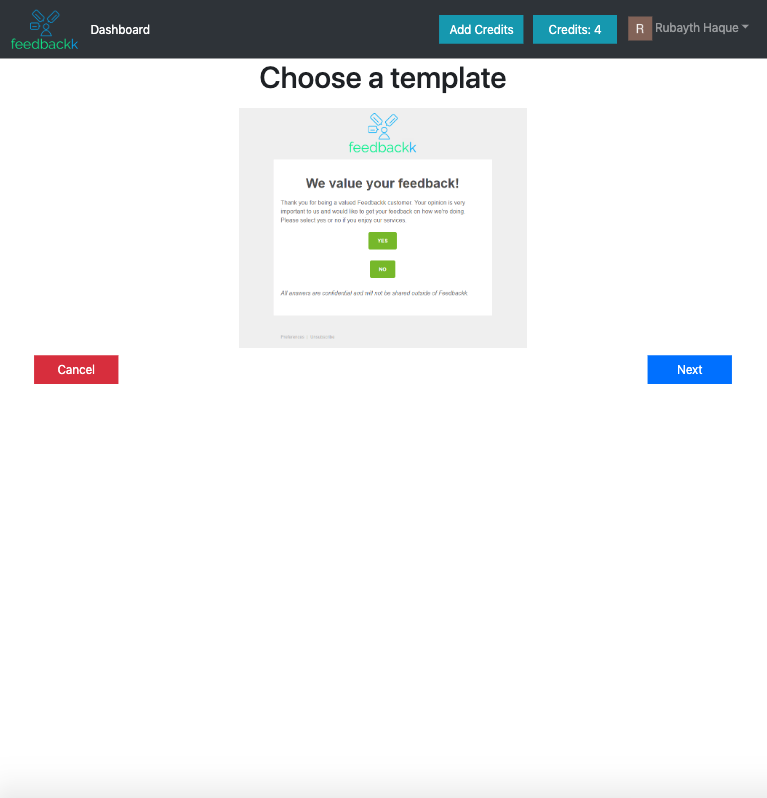 feedbackk
Dashboard
Add Credits
Credits: 4
R
Rubayth Haque
Choose a template
feedbackk
We value your feedback!
Thank you for being a valued Feedbackk customer. Your opinion is very
important to us and would like to get your feedback on how we're doing.
Please select yes or no if you enjoy our services.
YES
NO
All answers are confidential and will not be shared outside of Feedbackk
Cancel
Next